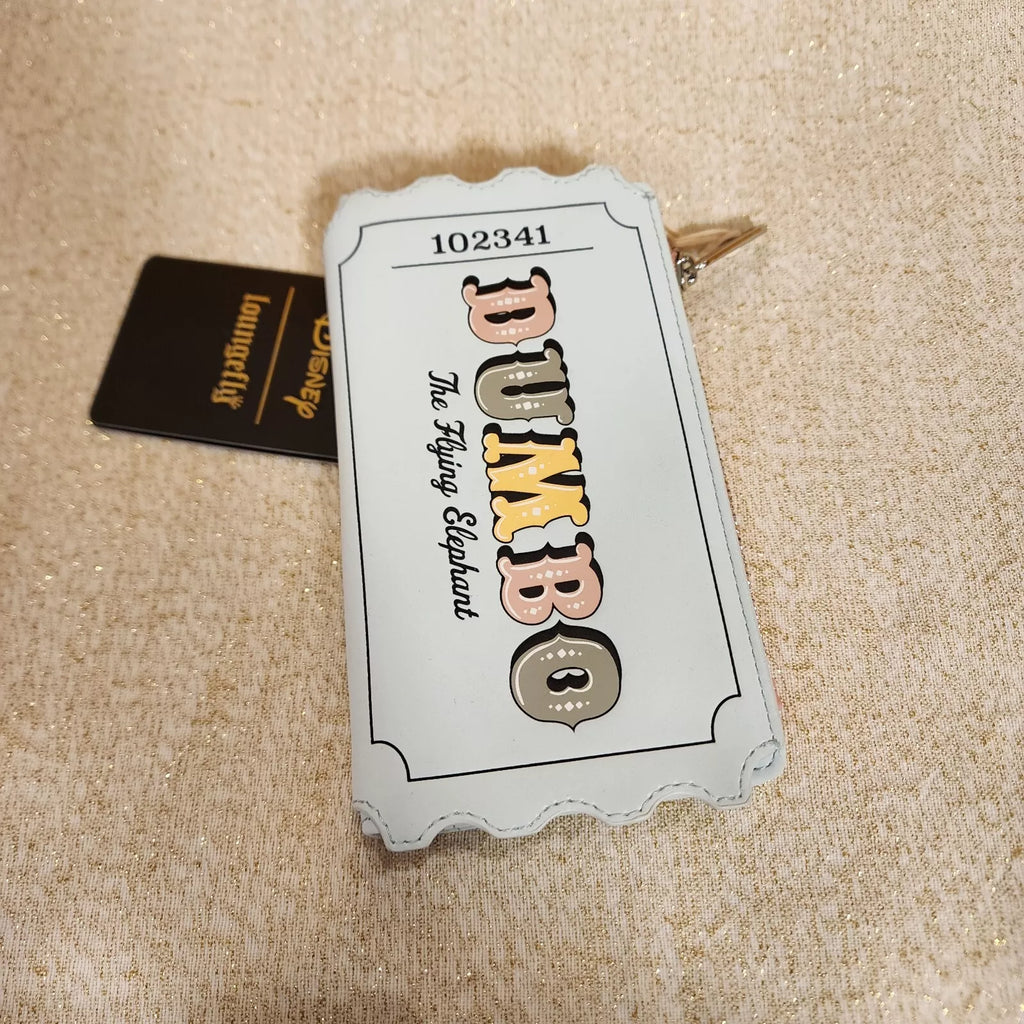 102341
DUMBO
The Flying Elephant
Disney
Loungefly